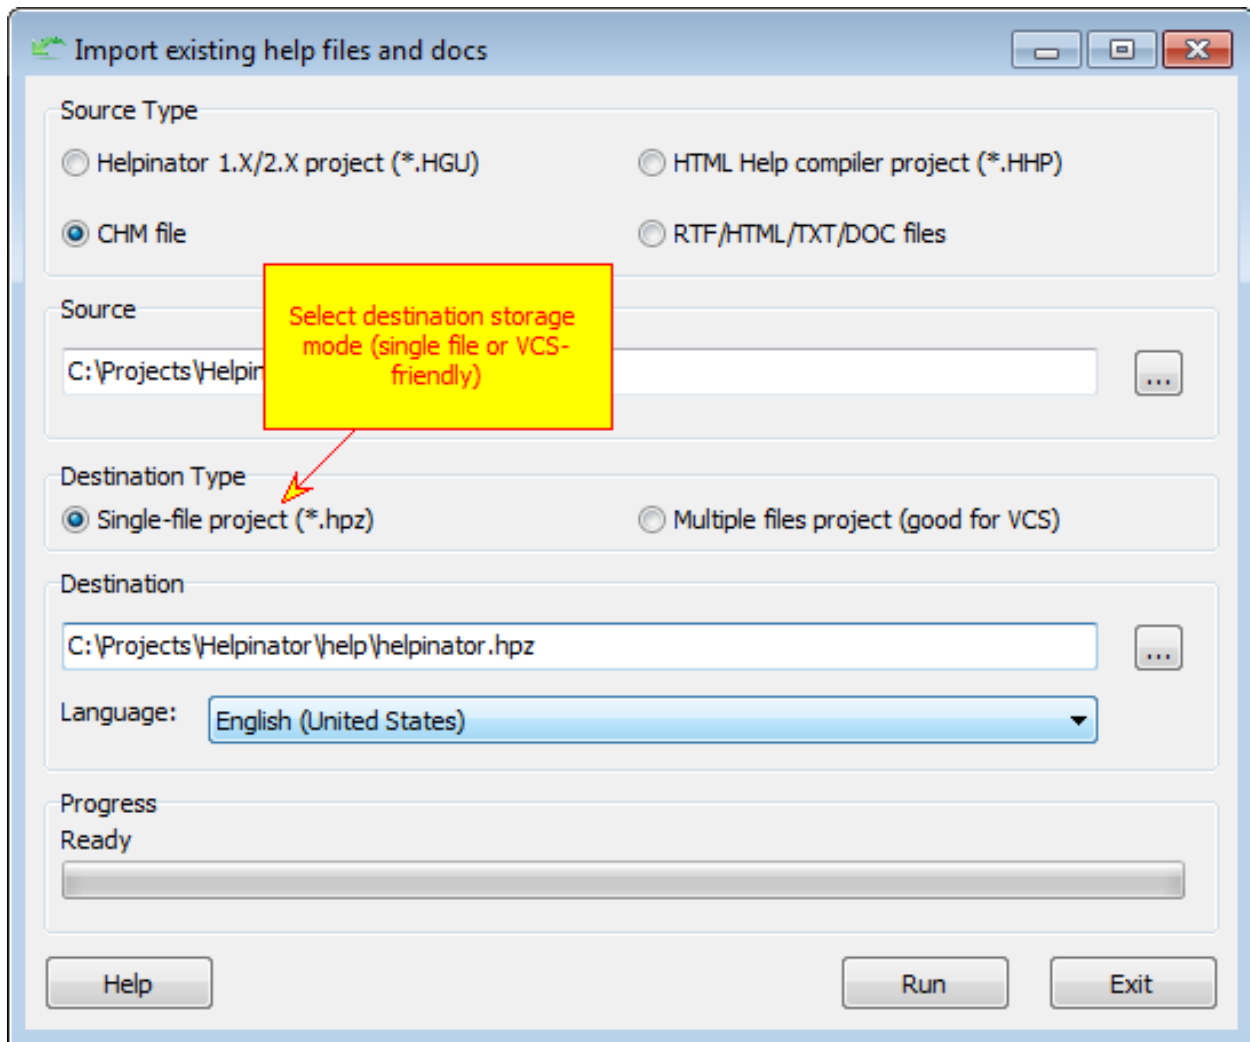 Import existing help files and docs
Source Type
Helpinator 1.X/2.X project (*.HGU)
HTML Help compiler project (*.HHP)
CHM file
RTF/HTML/TXT/DOC files
Source
Select destination storage
mode (single file or VCS-
friendly)
C:\Projects\Helpin
...
Destination Type
Single-file project (*.hpz)
Multiple files project (good for VCS)
Destination
C:\Projects\Helpinator\help\helpinator.hpz
...
Language:
English (United States)
Progress
Ready
Help
Run
Exit